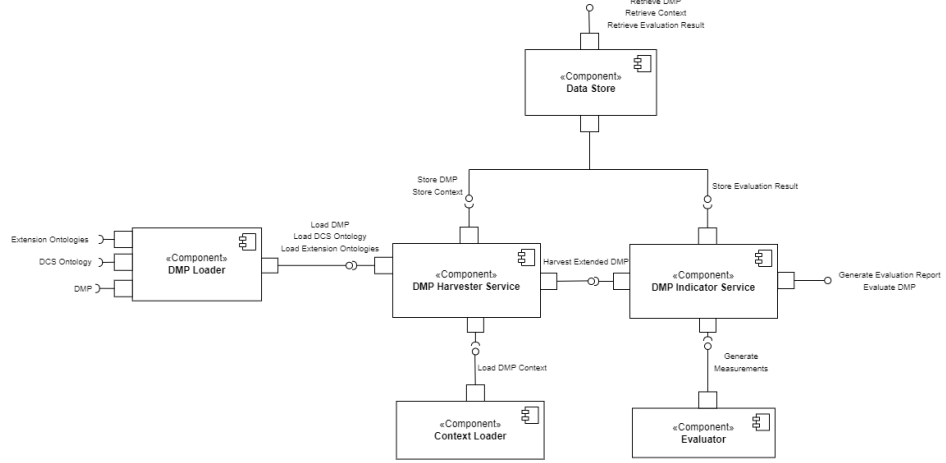 Retrieve DMP
Retrieve Context
Retrieve Evaluation Result
«Component»
Data Store
Store DMP
Store Context
Store Evaluation Result
Extension Ontologies
DCS Ontology
DMP
«Component»
DMP Loader
Load DMP
Load DCS Ontology
Load Extension Ontologies
«Component»
DMP Harvester Service
Harvest Extended DMP
«Component»
DMP Indicator Service
Generate Evaluation Report
Evaluate DMP
Load DMP Context
Generate
Measurements
«Component»
Context Loader
«Component»
Evaluator